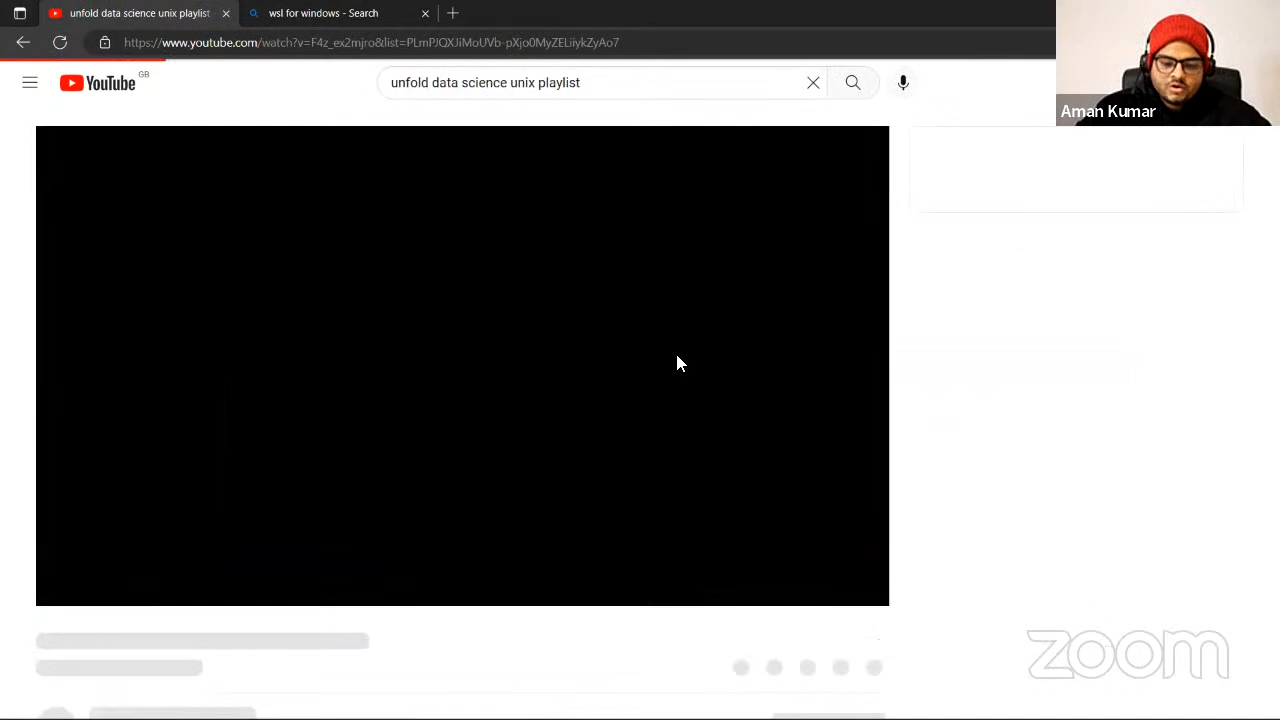 unfold data science unix playlist
wsl for windows - Search
https://www.youtube.com/watch?v=F4z_ex2mjro&list=PLmPJQXJiMoUVb-pXjo0MyZELiiykZyAo7
YouTube GB
unfold data science unix playlist
Aman Kumar
zoom